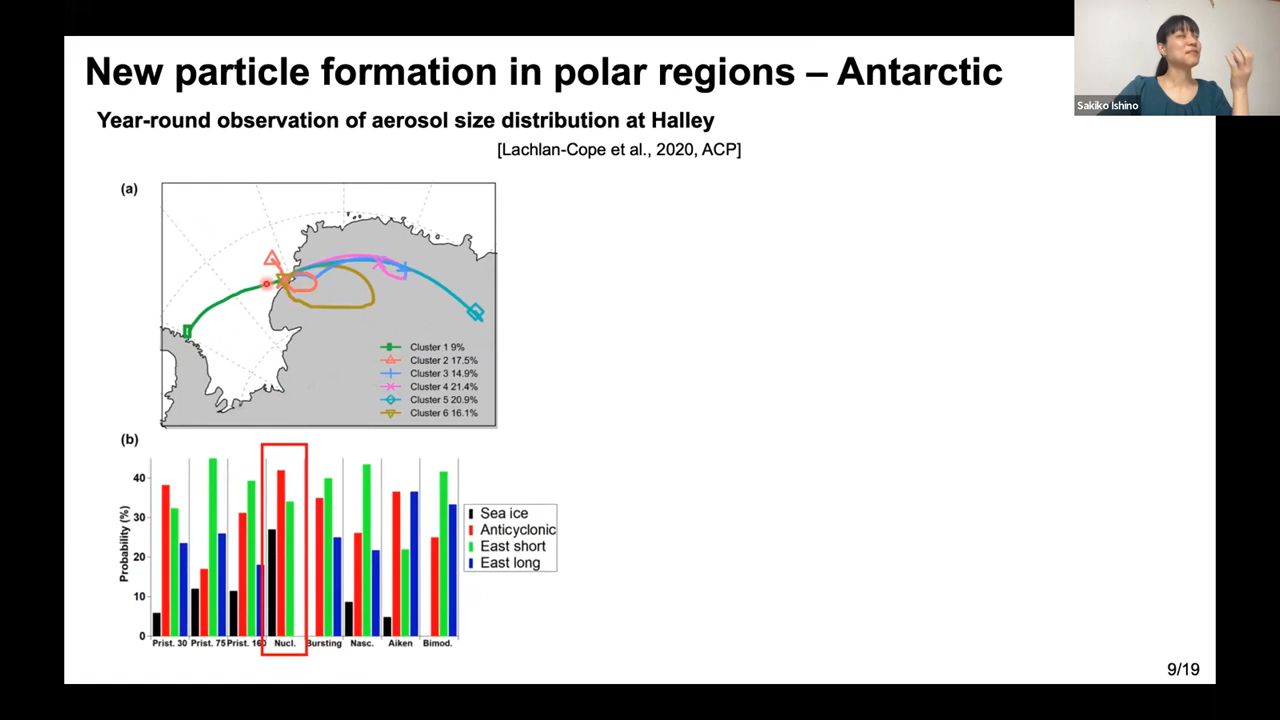 New particle formation in polar regions – Antarctic
Sakiko Ishino
Year-round observation of aerosol size distribution at Halley
[Lachlan-Cope et al., 2020, ACP]
(a)
Cluster 1 9%
Cluster 2 17.5%
Cluster 3 14.9%
Cluster 4 21.4%
Cluster 5 20.9%
Cluster 6 16.1%
(b)
Probability (%)
40
30
20
10
0
Prist. 30 Prist. 75 Prist. 160 Nucl. Bursting Nasc. Aiken Bimod.
Sea ice
Anticyclonic
East short
East long
9/19